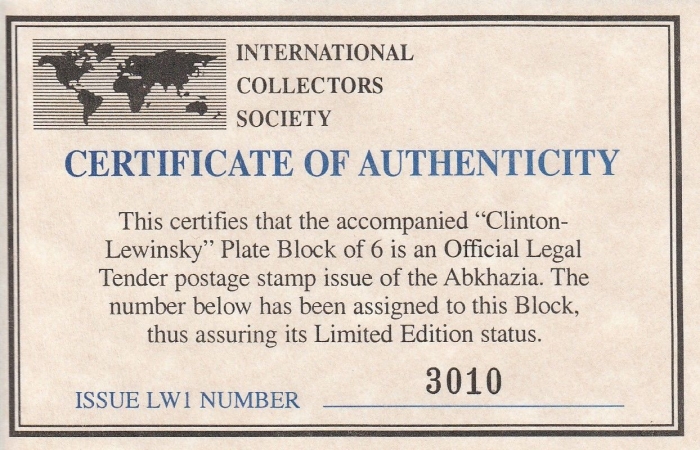 INTERNATIONAL
COLLECTORS
SOCIETY
CERTIFICATE OF AUTHENTICITY
This certifies that the accompanied “Clinton-
Lewinsky” Plate Block of 6 is an Official Legal
Tender postage stamp issue of the Abkhazia. The
number below has been assigned to this Block,
thus assuring its Limited Edition status.
3010
ISSUE LW1 NUMBER